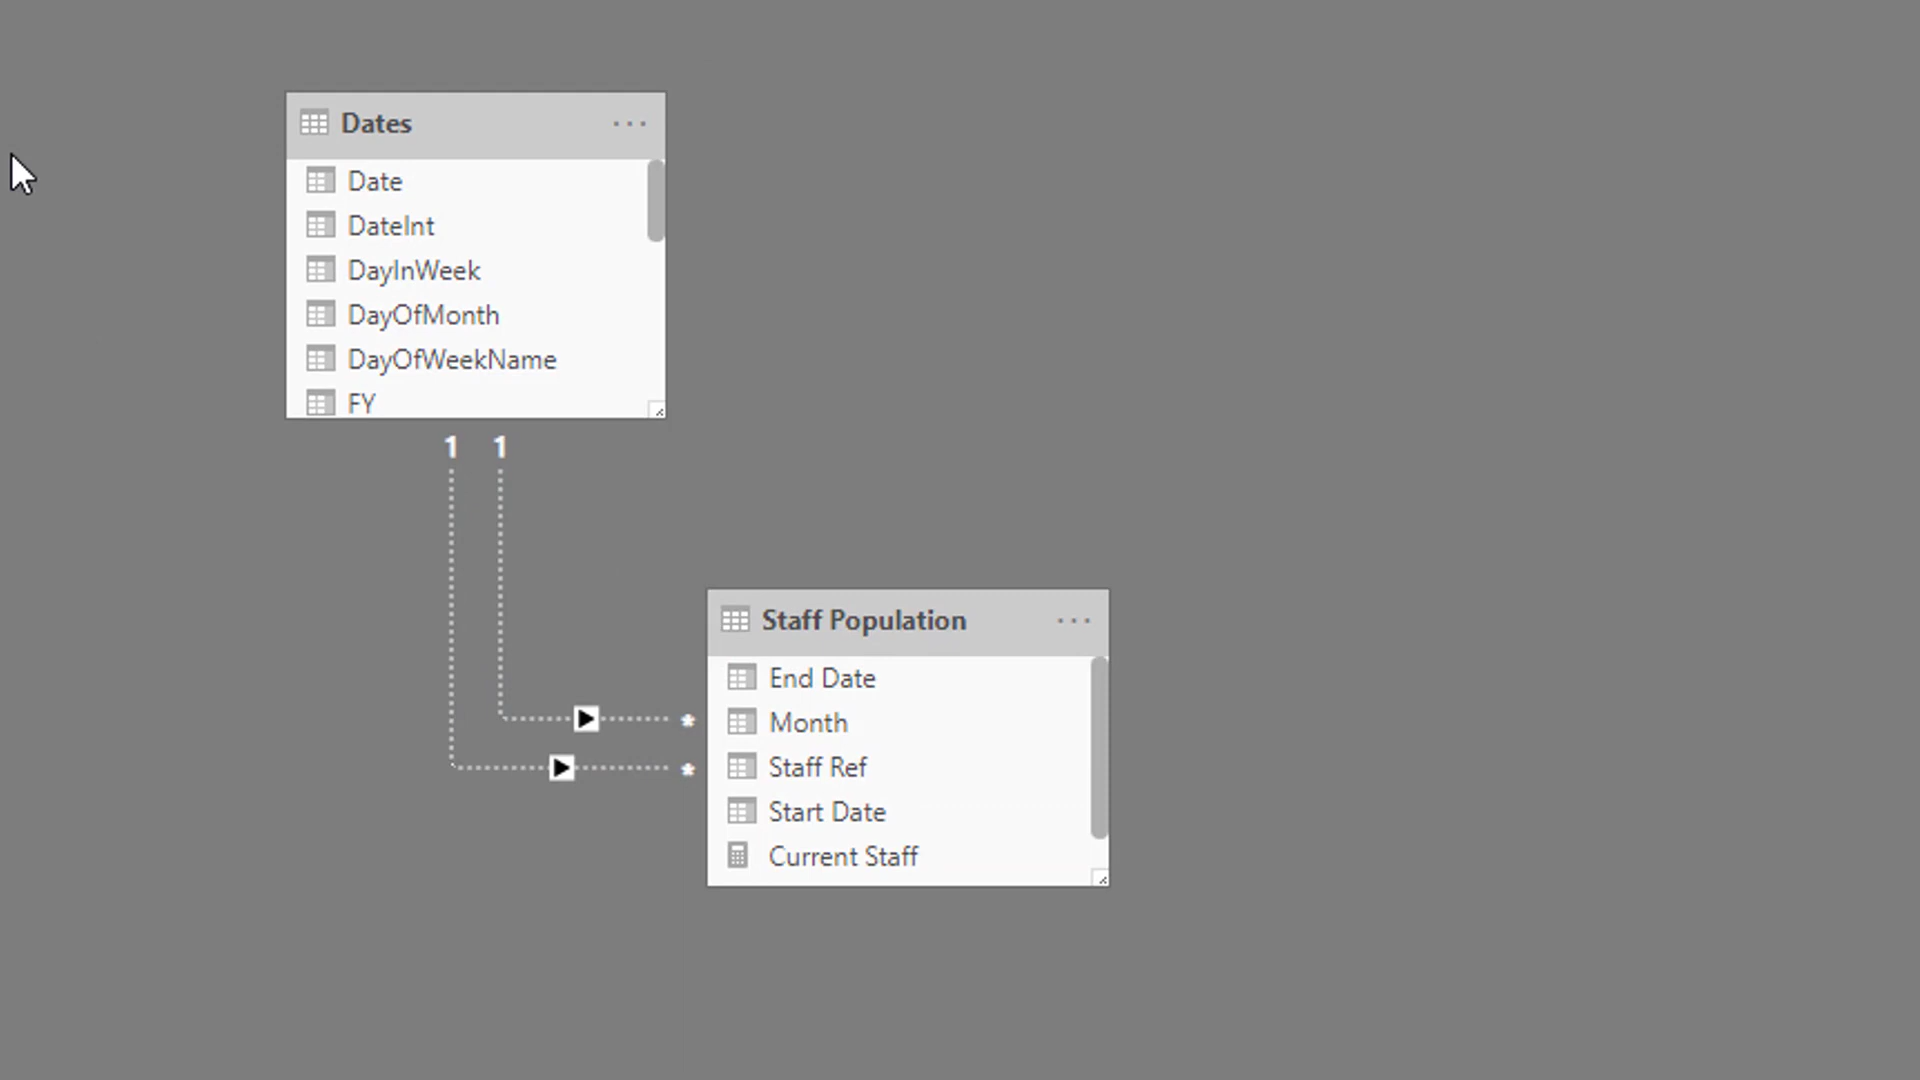 Dates
Date
DateInt
DayInWeek
DayOfMonth
DayOfWeekName
FY
1 1
*
*
Staff Population
End Date
Month
Staff Ref
Start Date
Current Staff